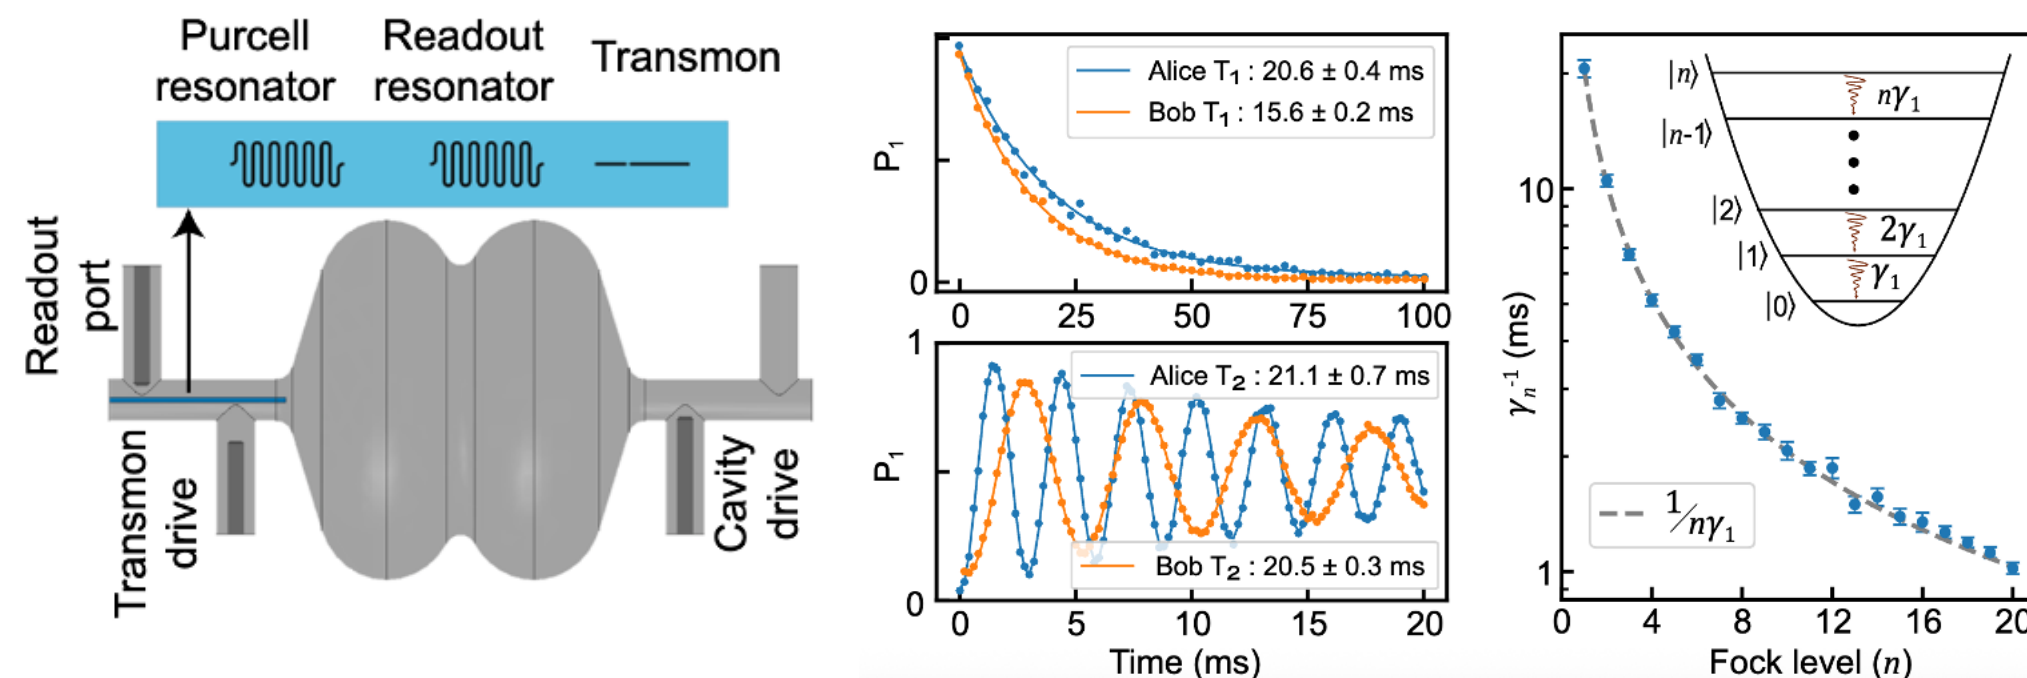 Purcell
resonator
Readout
resonator
Transmon
Readout
port
Transmon
drive
Cavity
drive
P₁
Alice T₁ : 20.6 ± 0.4 ms
Bob T₁ : 15.6 ± 0.2 ms
0
0 25 50 75 100
1
P₁
0
Alice T₂ : 21.1 ± 0.7 ms
Bob T₂ : 20.5 ± 0.3 ms
0 5 10 15 20
Time (ms)
γₙ⁻¹ (ms)
10
1
|n⟩
nγ₁
|n-1⟩
|2⟩
2γ₁
|1⟩
γ₁
|0⟩
1/nγ₁
0 4 8 12 16 20
Fock level (n)